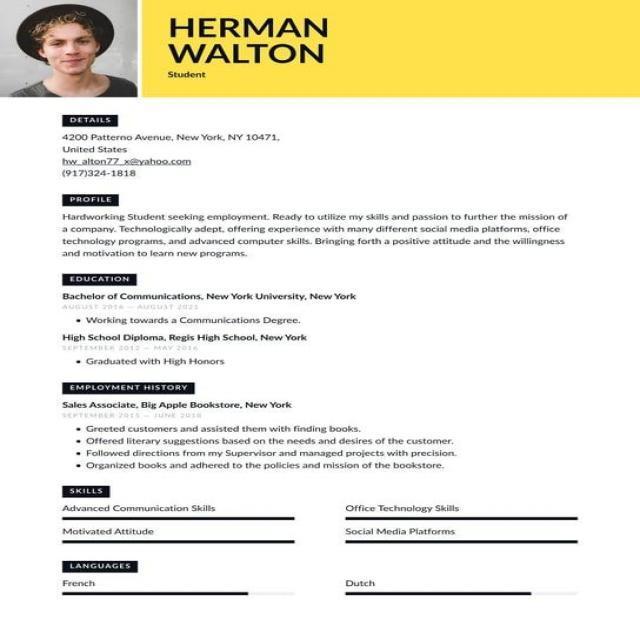 HERMAN
WALTON
Student
DETAILS
4200 Patterno Avenue, New York, NY 10471,
United States
hw_alton77_x@yahoo.com
(917)324-1818
PROFILE
Hardworking Student seeking employment. Ready to utilize my skills and passion to further the mission of
a company. Technologically adept, offering experience with many different social media platforms, office
technology programs, and advanced computer skills. Bringing forth a positive attitude and the willingness
and motivation to learn new programs.
EDUCATION
Bachelor of Communications, New York University, New York
AUGUST 2016 — AUGUST 2021
• Working towards a Communications Degree.
High School Diploma, Regis High School, New York
SEPTEMBER 2012 — MAY 2016
• Graduated with High Honors
EMPLOYMENT HISTORY
Sales Associate, Big Apple Bookstore, New York
SEPTEMBER 2015 — JUNE 2018
• Greeted customers and assisted them with finding books.
• Offered literary suggestions based on the needs and desires of the customer.
• Followed directions from my Supervisor and managed projects with precision.
• Organized books and adhered to the policies and mission of the bookstore.
SKILLS
Advanced Communication Skills
Office Technology Skills
Motivated Attitude
Social Media Platforms
LANGUAGES
French
Dutch